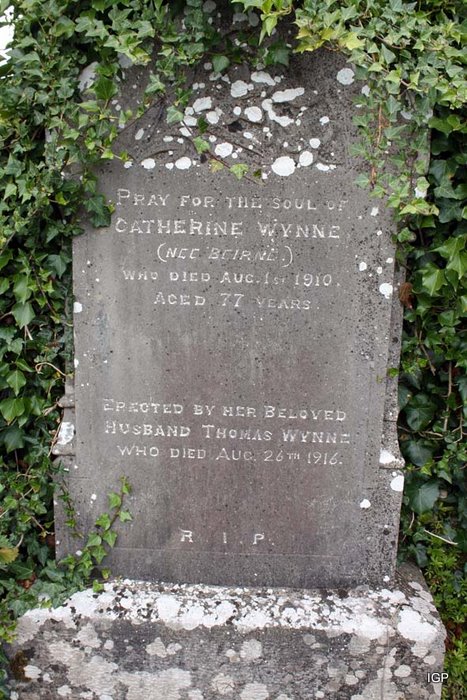 PRAY FOR THE SOUL OF
CATHERINE WYNNE
(NEE BEIRNE.)
WHO DIED AUG. 1ST 1910.
AGED 77 YEARS.
ERECTED BY HER BELOVED
HUSBAND THOMAS WYNNE
WHO DIED AUG. 26TH 1916.
R I P.
IGP